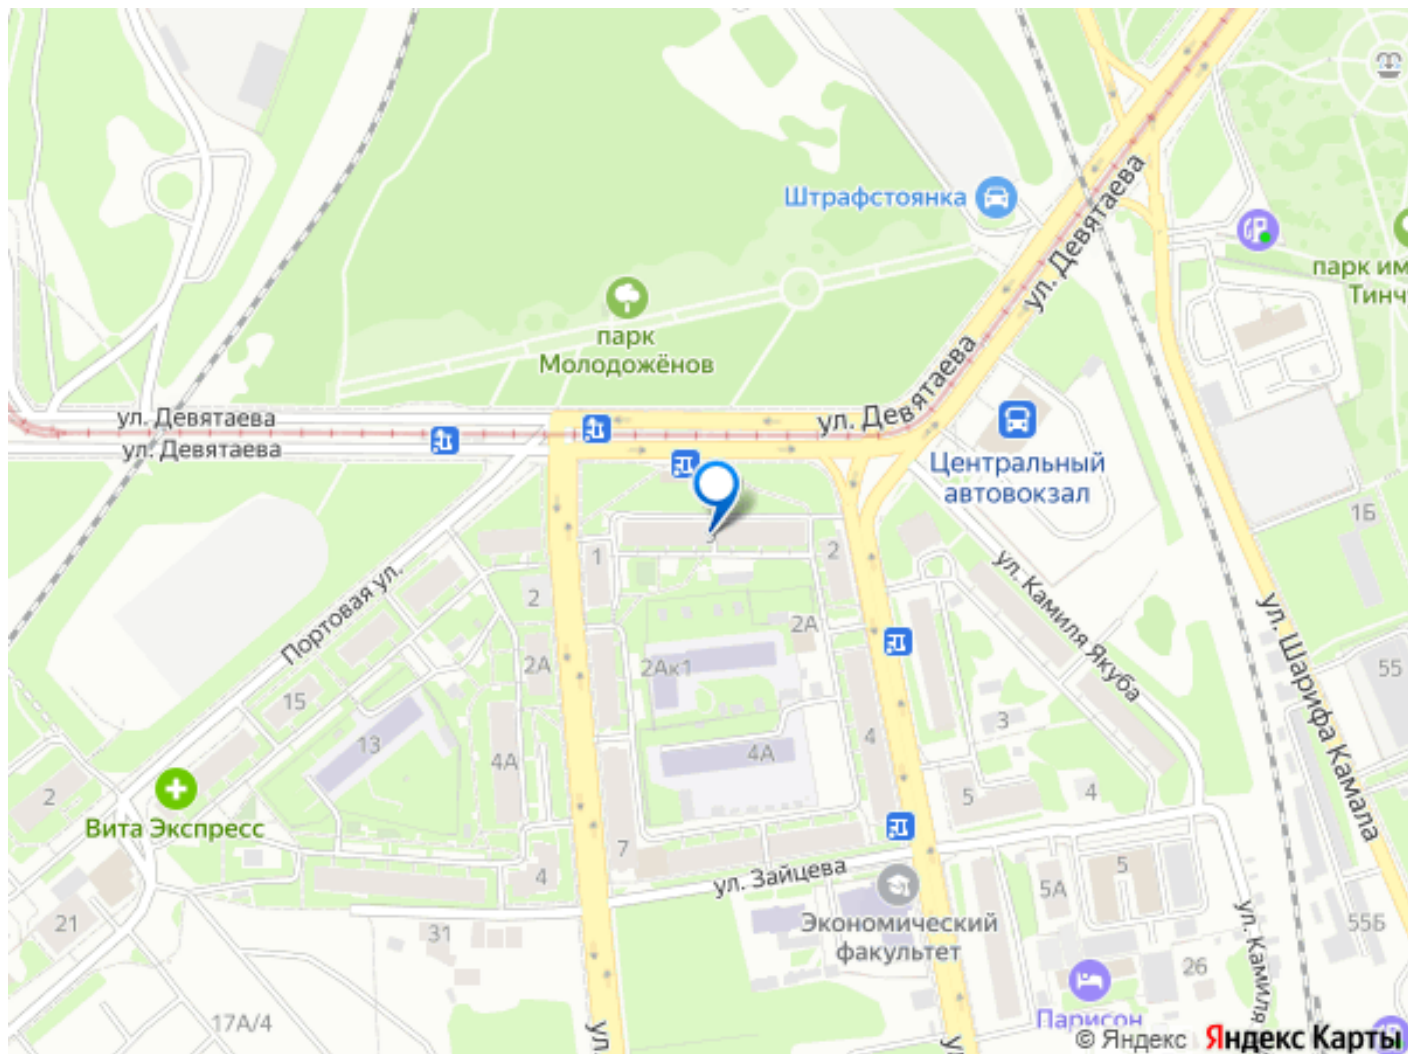 Штрафстоянка
ул. Девятаева
парк им
Тинч
парк
Молодожёнов
ул. Девятаева
ул. Девятаева
ул. Девятаева
ул. Девятаева
Центральный
автовокзал
1Б
1
2
ул. Камиля Якуба
Портовая ул.
2
2А
ул. Шарифа Камала
2А
2Ак1
55
15
3
13
4А
4А
4
2
5
4
Вита Экспресс
7
ул. Зайцева
4
5
5А
21
31
Экономический
факультет
ул. Камиля
55Б
26
17А/4
Парисон
ул.
ул
© Яндекс Яндекс Карты